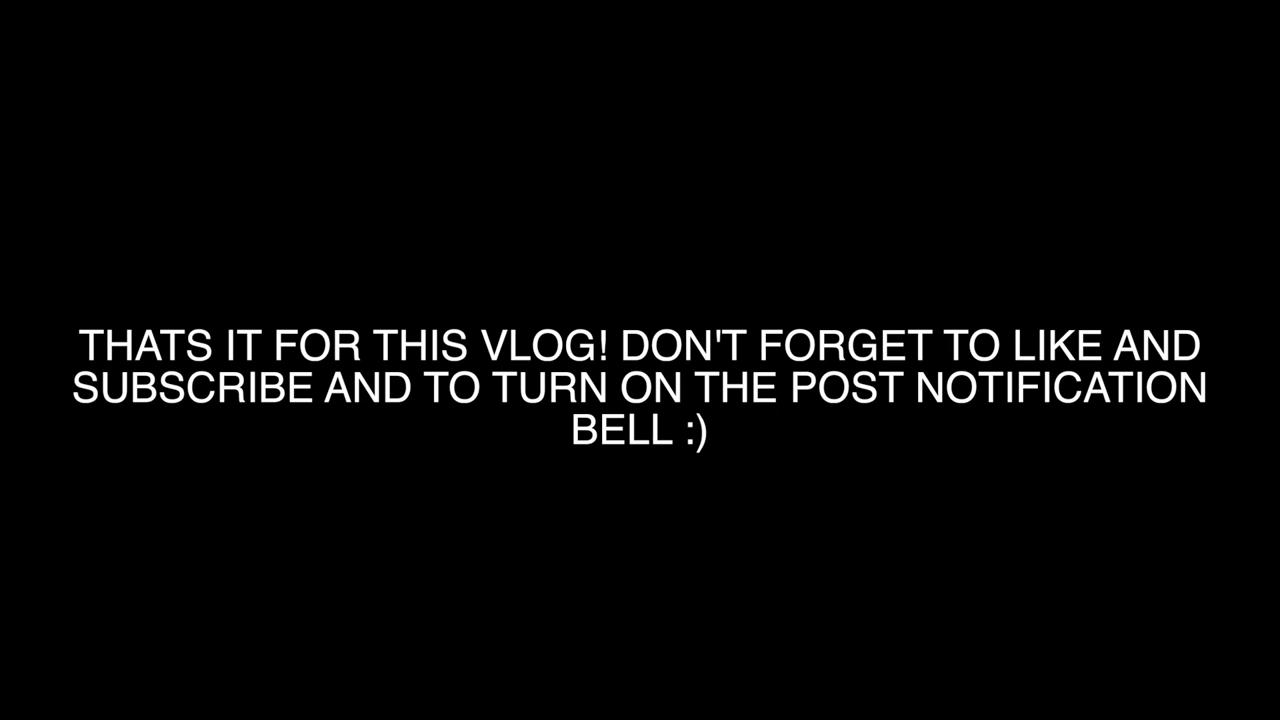 THATS IT FOR THIS VLOG! DON'T FORGET TO LIKE AND
SUBSCRIBE AND TO TURN ON THE POST NOTIFICATION
BELL :)